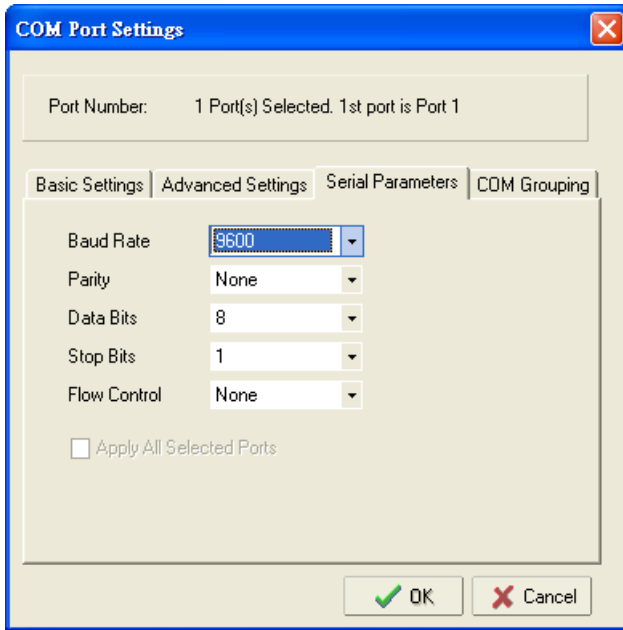 COM Port Settings
Port Number: 1 Port(s) Selected. 1st port is Port 1
Basic Settings Advanced Settings Serial Parameters COM Grouping
Baud Rate 9600
Parity None
Data Bits 8
Stop Bits 1
Flow Control None
Apply All Selected Ports
OK Cancel